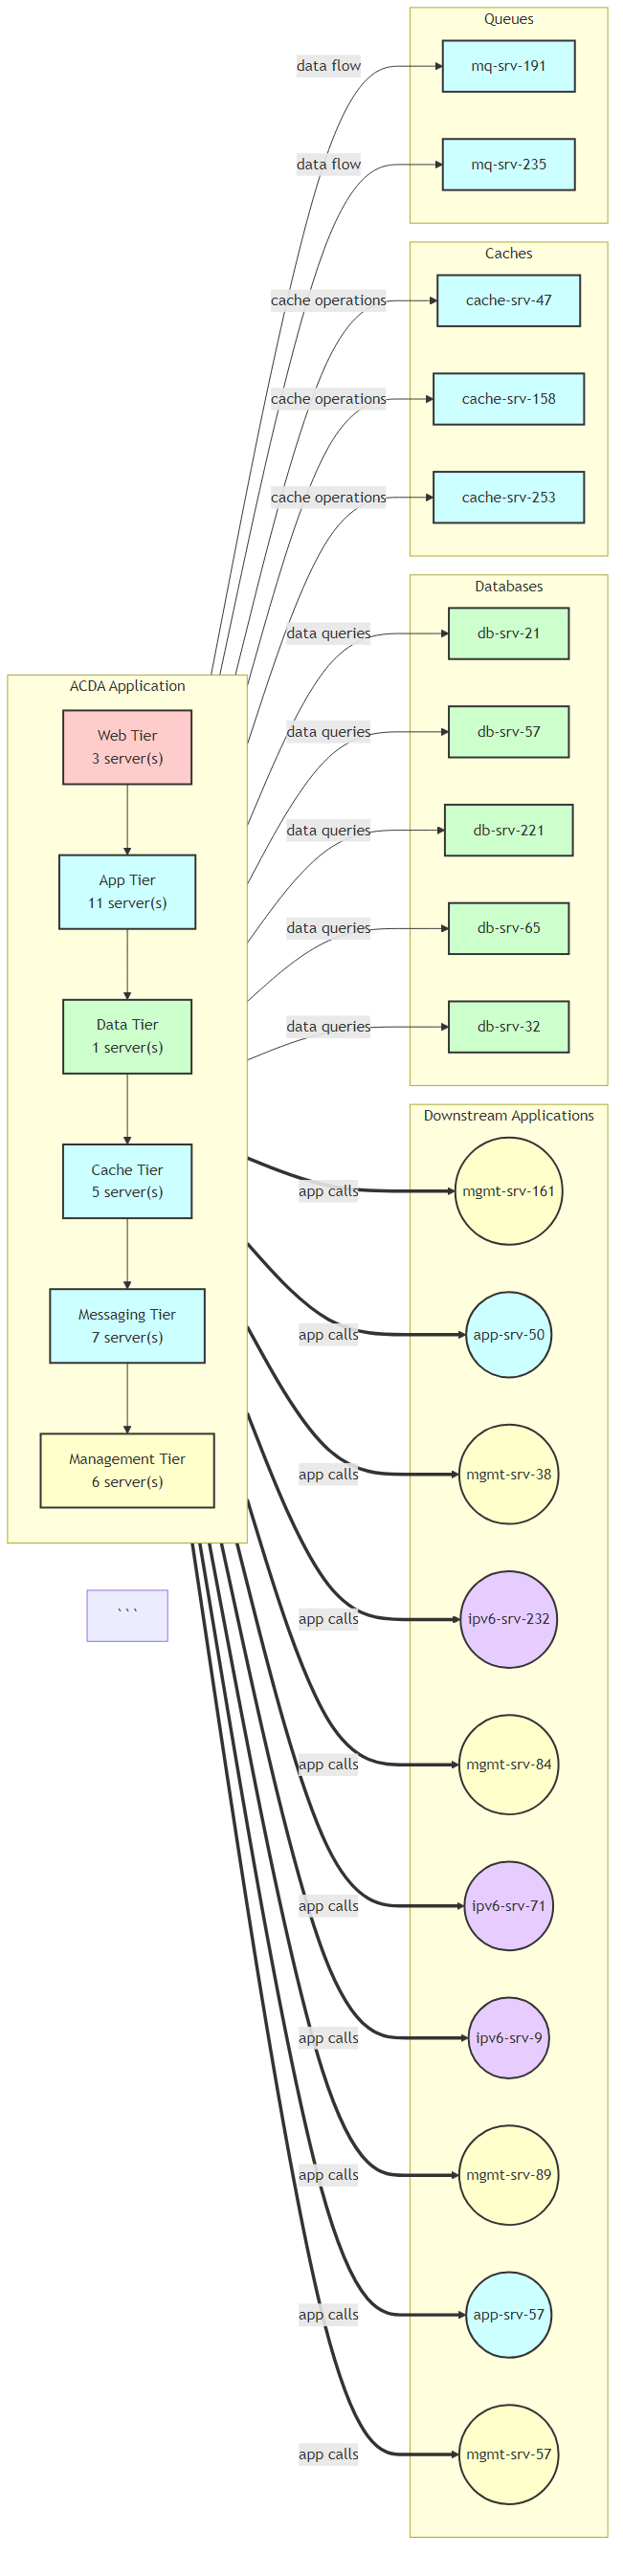 Queues
data flow
mq-srv-191
data flow
mq-srv-235
Caches
cache operations
cache-srv-47
cache operations
cache-srv-158
cache operations
cache-srv-253
Databases
data queries
db-srv-21
data queries
db-srv-57
data queries
db-srv-221
data queries
db-srv-65
data queries
db-srv-32
ACDA Application
Web Tier
3 server(s)
App Tier
11 server(s)
Data Tier
1 server(s)
Cache Tier
5 server(s)
Messaging Tier
7 server(s)
Management Tier
6 server(s)
```
Downstream Applications
app calls
mgmt-srv-161
app calls
app-srv-50
app calls
mgmt-srv-38
app calls
ipv6-srv-232
app calls
mgmt-srv-84
app calls
ipv6-srv-71
app calls
ipv6-srv-9
app calls
mgmt-srv-89
app calls
app-srv-57
app calls
mgmt-srv-57